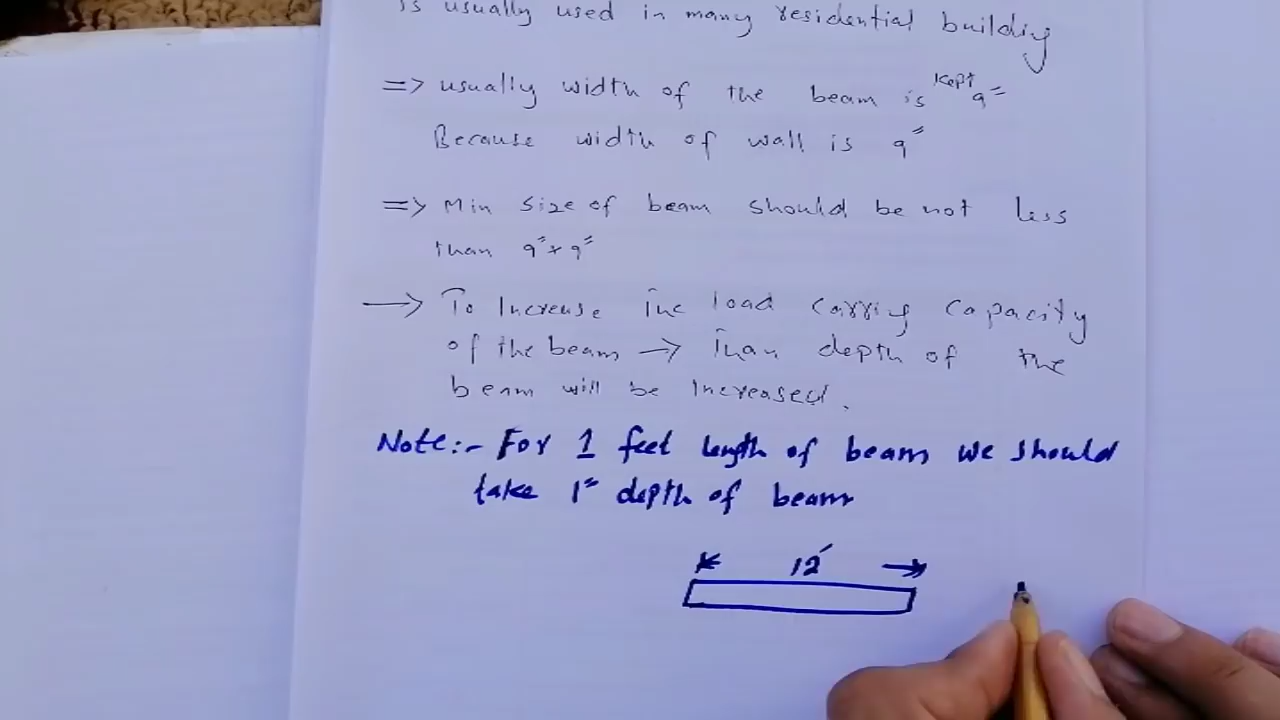 is usually used in many residential buildiy
=> usually width of the beam is kept 9"
Because width of wall is 9"
=> Min size of beam should be not less
than 9"x9"
→ To Increase the load carrying capacity
of the beam → Than depth of the
beam will be Increased.
Note:- For 1 feet length of beam we should
take 1" depth of beam
12'